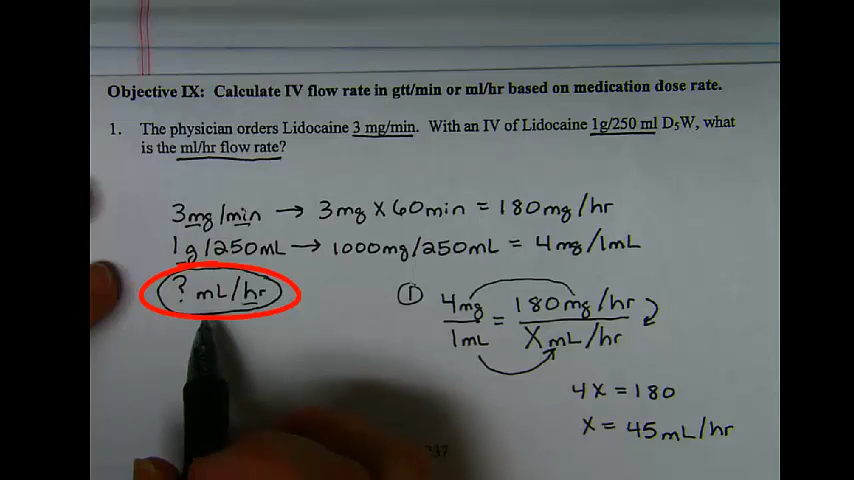 Objective IX: Calculate IV flow rate in gtt/min or ml/hr based on medication dose rate.
1. The physician orders Lidocaine 3 mg/min. With an IV of Lidocaine 1g/250 ml D₅W, what
is the ml/hr flow rate?
3mg/min → 3mg X 60min = 180mg/hr
1g/250mL → 1000mg/250mL = 4mg/1mL
? mL/hr
① 4mg/1mL = 180mg/hr/X mL/hr
4X = 180
X = 45mL/hr